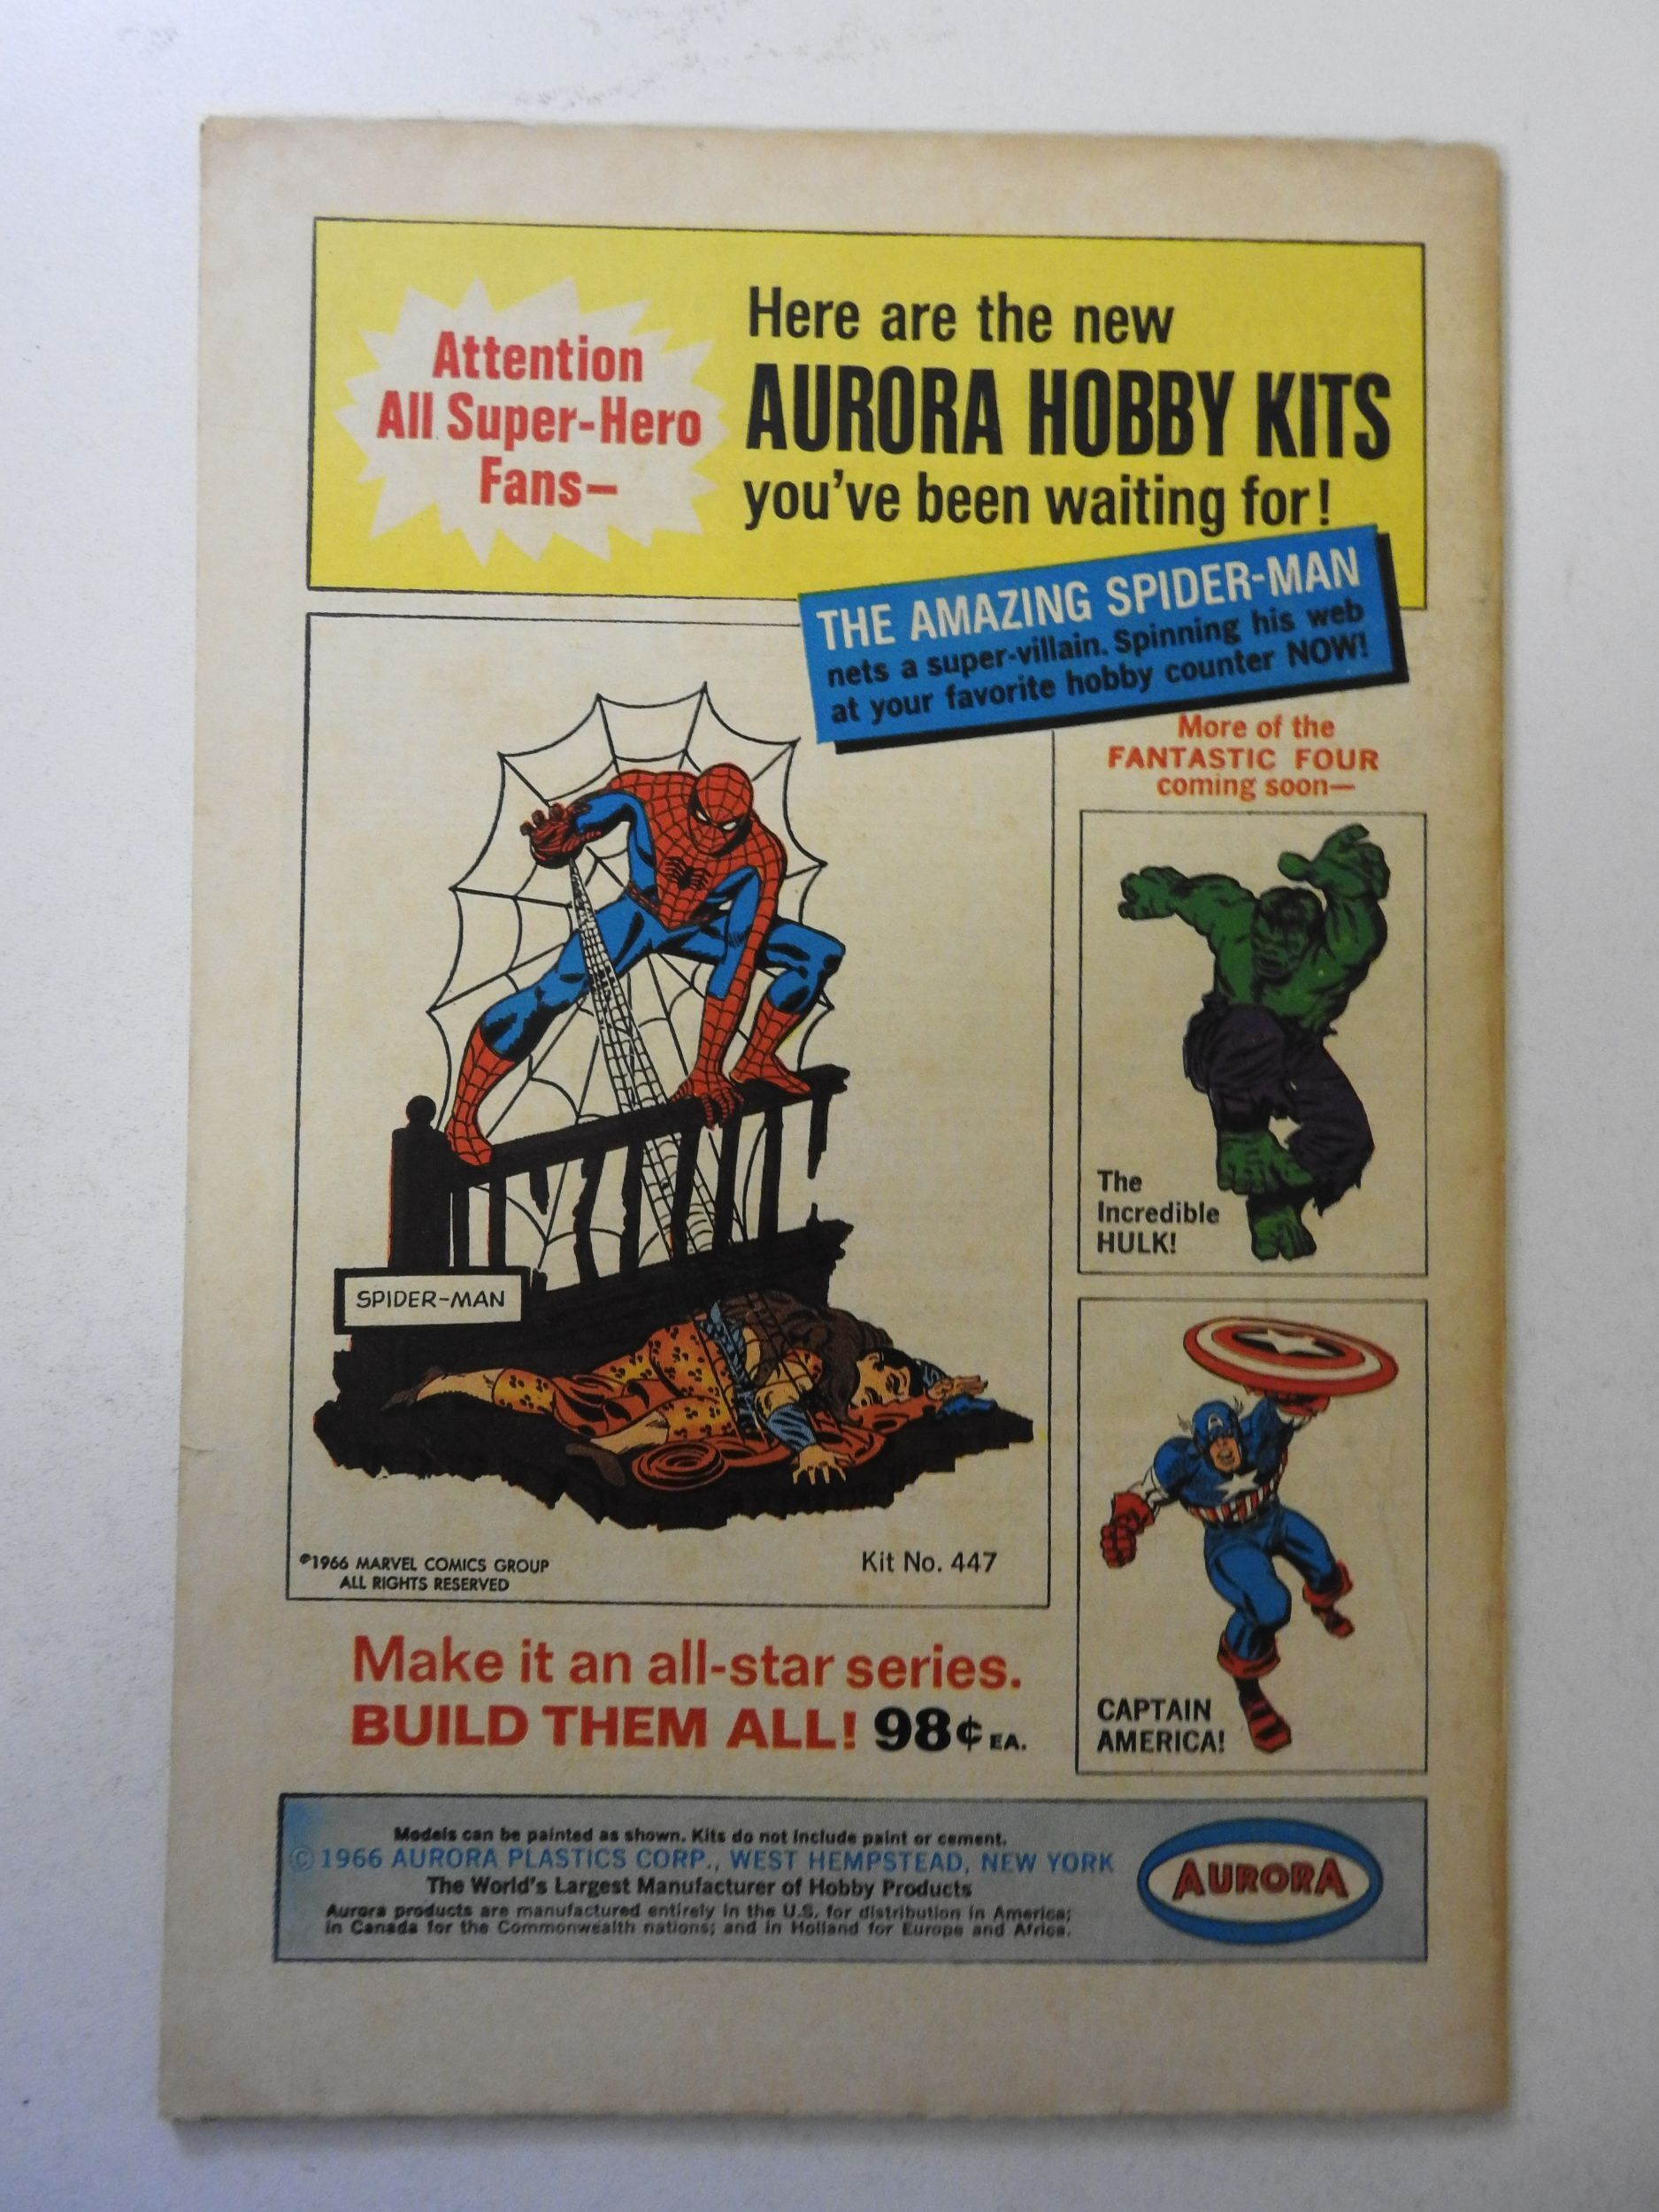 Attention
All Super-Hero
Fans—
Here are the new
AURORA HOBBY KITS
you've been waiting for!
THE AMAZING SPIDER-MAN
nets a super-villain. Spinning his web
at your favorite hobby counter NOW!
More of the
FANTASTIC FOUR
coming soon—
The
Incredible
HULK!
SPIDER-MAN
©1966 MARVEL COMICS GROUP
ALL RIGHTS RESERVED
Kit No. 447
CAPTAIN
AMERICA!
Make it an all-star series.
BUILD THEM ALL! 98¢ EA.
Models can be painted as shown. Kits do not include paint or cement.
© 1966 AURORA PLASTICS CORP., WEST HEMPSTEAD, NEW YORK
The World's Largest Manufacturer of Hobby Products
Aurora products are manufactured entirely in the U.S. for distribution in America;
in Canada for the Commonwealth nations; and in Holland for Europe and Africa.
AURORA